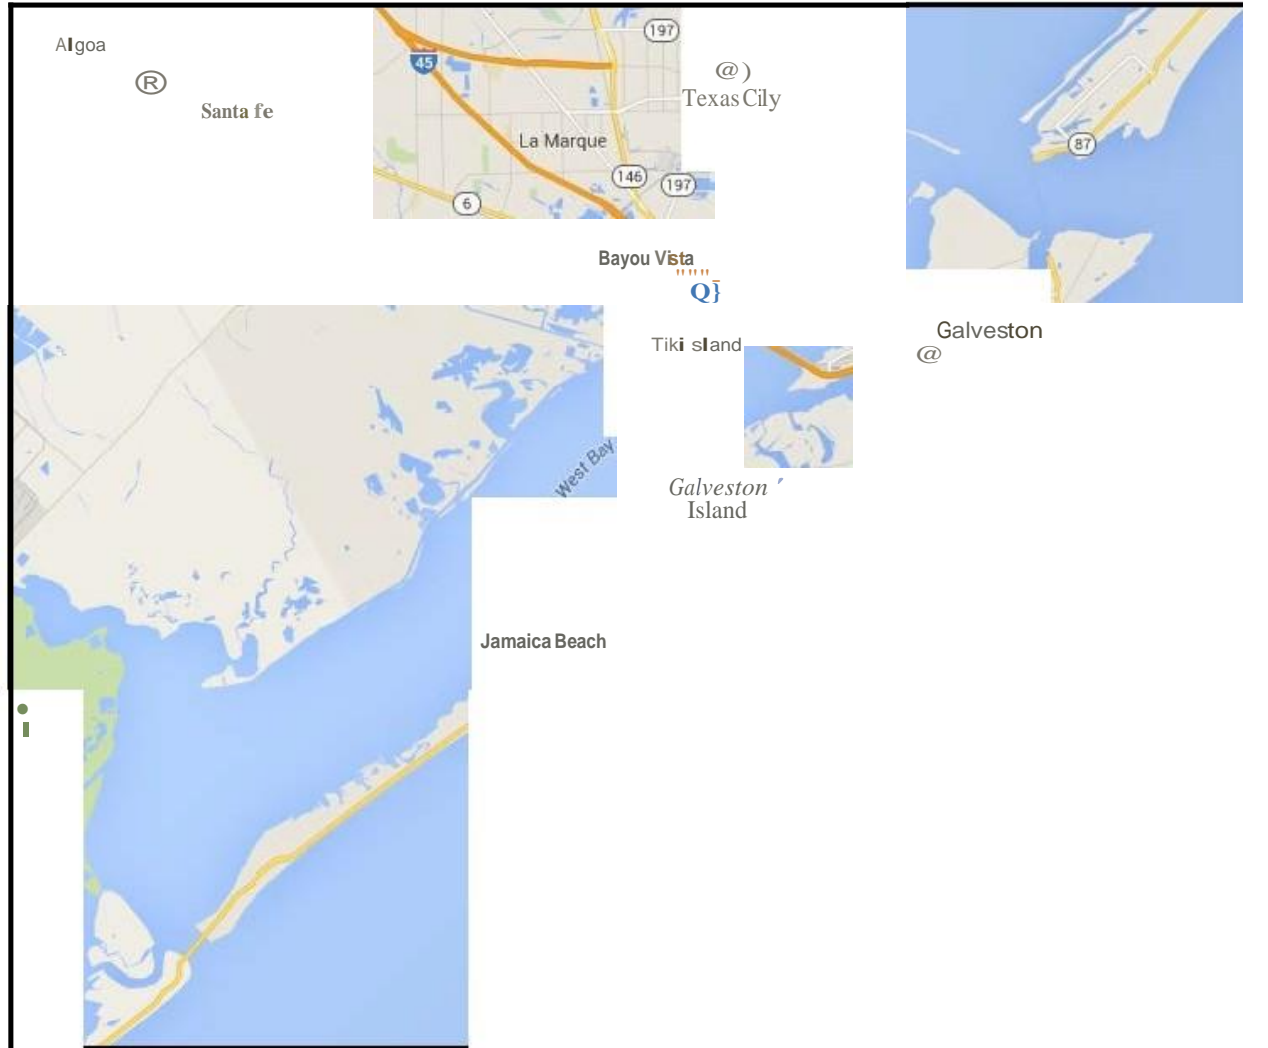 Algoa
®
Santa fe
197
45
@)
Texas Cily
La Marque
146
197
6
87
Bayou Vista
"""
Q}
Tiki sland
Galveston
@
West Bay
Galveston
Island
Jamaica Beach